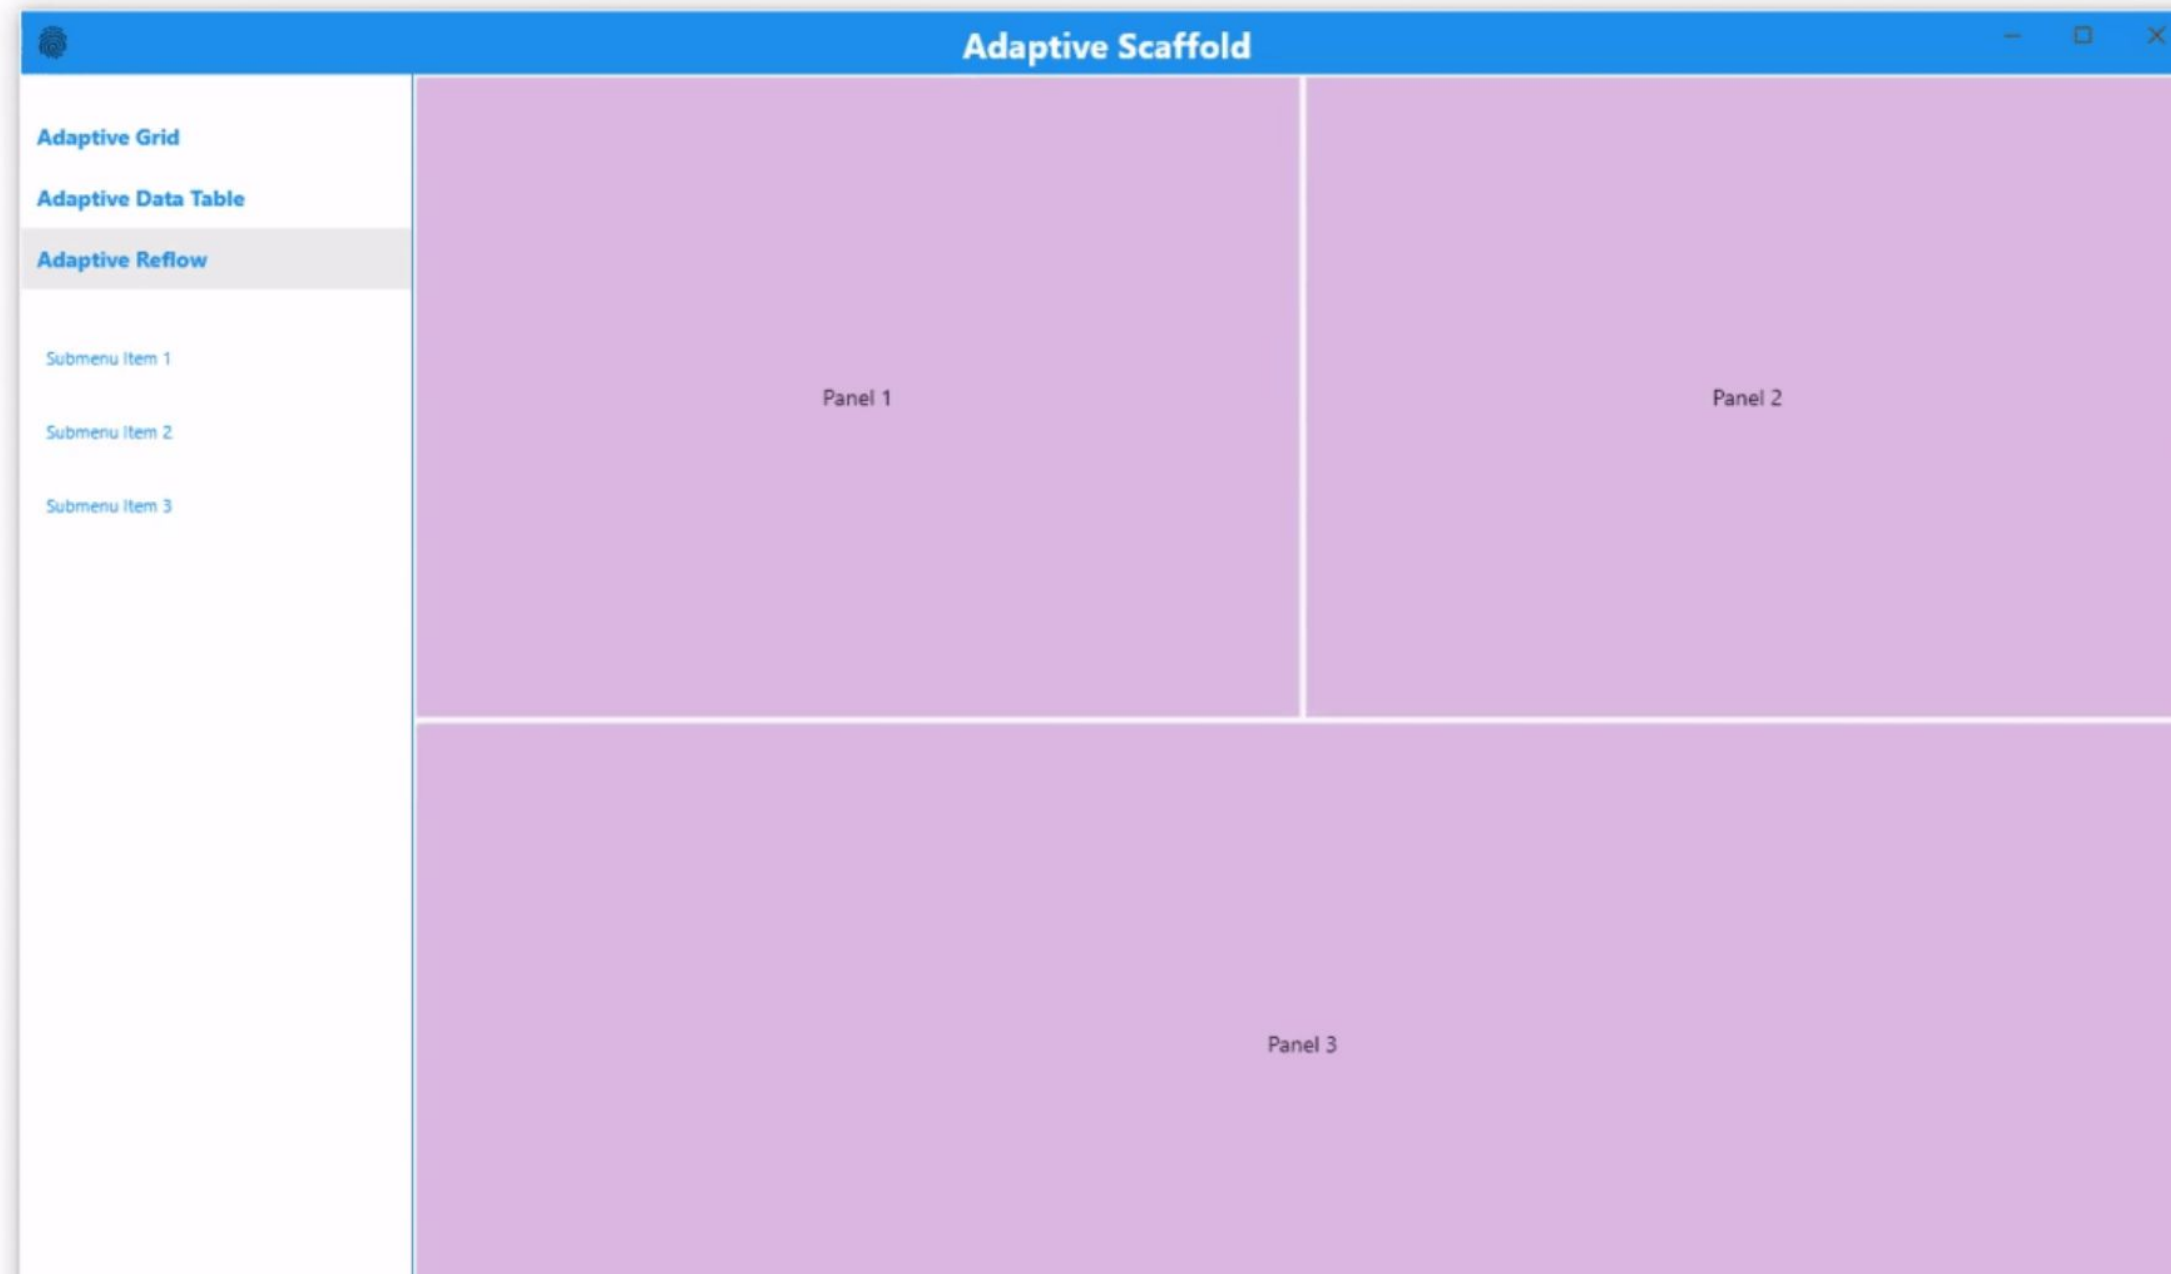 Adaptive Scaffold
Adaptive Grid
Adaptive Data Table
Adaptive Reflow
Submenu Item 1
Submenu Item 2
Submenu Item 3
Panel 1
Panel 2
Panel 3